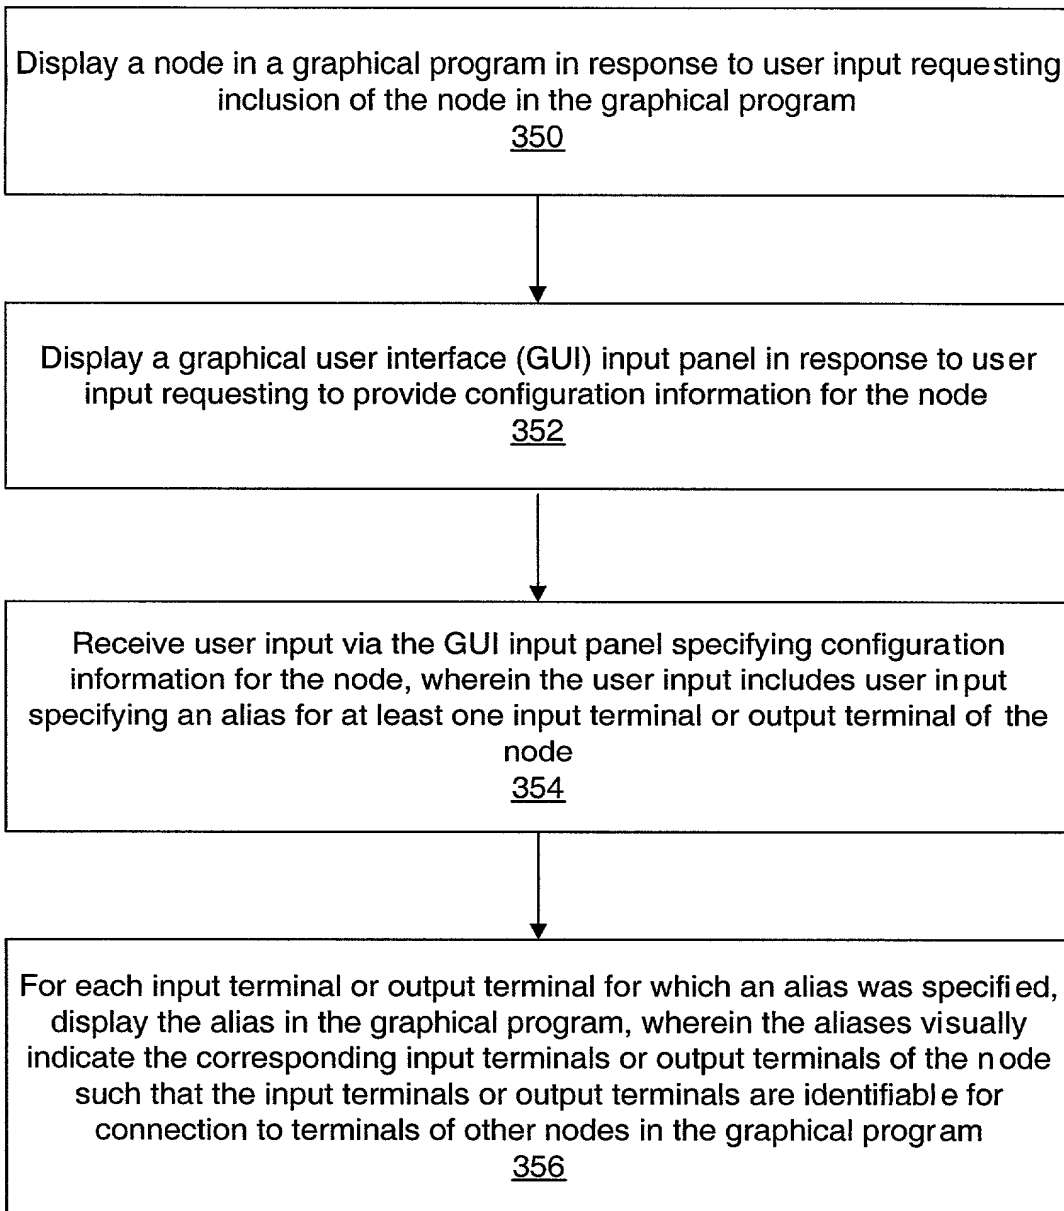 Display a node in a graphical program in response to user input requesting
inclusion of the node in the graphical program
350
Display a graphical user interface (GUI) input panel in response to user
input requesting to provide configuration information for the node
352
Receive user input via the GUI input panel specifying configuration
information for the node, wherein the user input includes user input
specifying an alias for at least one input terminal or output terminal of the
node
354
For each input terminal or output terminal for which an alias was specified,
display the alias in the graphical program, wherein the aliases visually
indicate the corresponding input terminals or output terminals of the node
such that the input terminals or output terminals are identifiable for
connection to terminals of other nodes in the graphical program
356